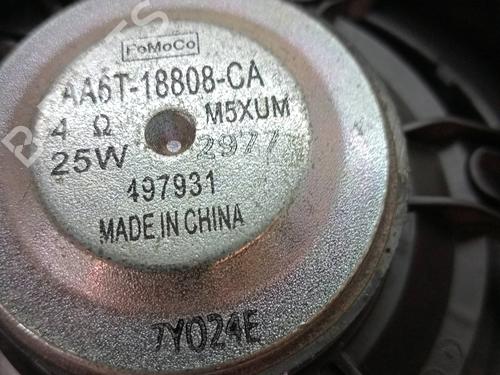 FoMoCo
AA6T-18808-CA
4 Ω M5XUM
25W 2977
497931
MADE IN CHINA
7Y024E